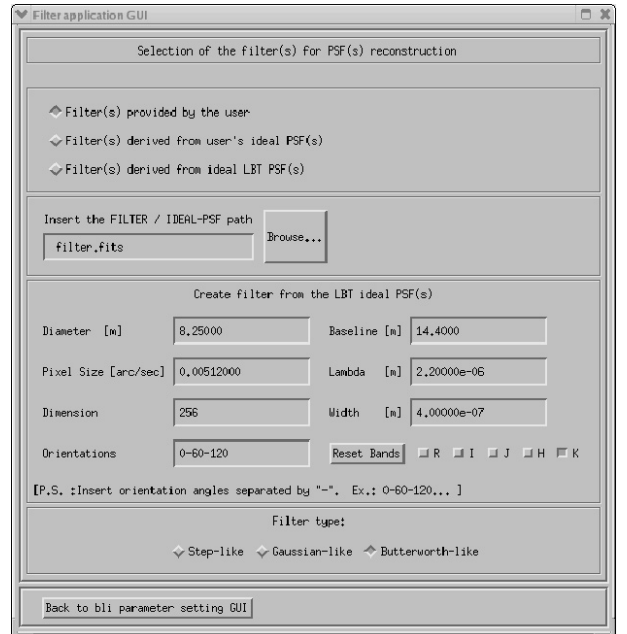 Filter application GUI
Selection of the filter(s) for PSF(s) reconstruction
Filter(s) provided by the user
Filter(s) derived from user's ideal PSF(s)
Filter(s) derived from ideal LBT PSF(s)
Insert the FILTER / IDEAL-PSF path
filter.fits
Browse...
Create filter from the LBT ideal PSF(s)
Diameter [m] 8.25000 Baseline [m] 14.4000
Pixel Size [arc/sec] 0.00512000 Lambda [m] 2.20000e-06
Dimension 256 Width [m] 4.00000e-07
Orientations 0-60-120 Reset Bands R I J H K
[P.S. :Insert orientation angles separated by "-". Ex.: 0-60-120... ]
Filter type:
Step-like Gaussian-like Butterworth-like
Back to bli parameter setting GUI